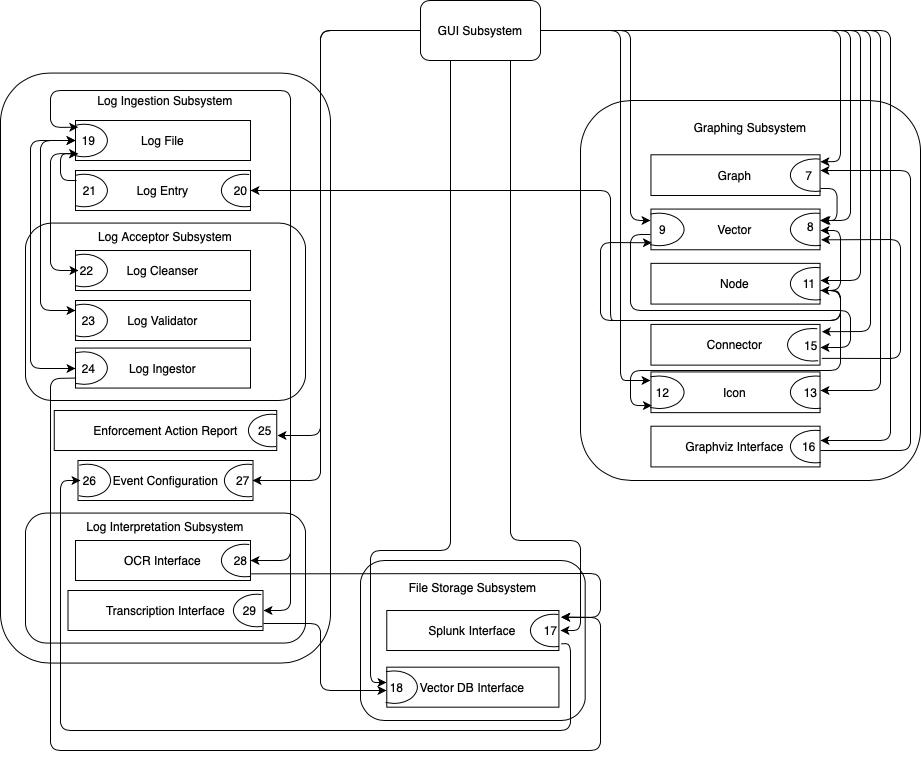 GUI Subsystem
Log Ingestion Subsystem
19 Log File
21 Log Entry 20
Log Acceptor Subsystem
22 Log Cleanser
23 Log Validator
24 Log Ingestor
Enforcement Action Report 25
26 Event Configuration 27
Log Interpretation Subsystem
OCR Interface 28
Transcription Interface 29
Graphing Subsystem
Graph 7
9 Vector 8
Node 11
Connector 15
12 Icon 13
Graphviz Interface 16
File Storage Subsystem
Splunk Interface 17
18 Vector DB Interface